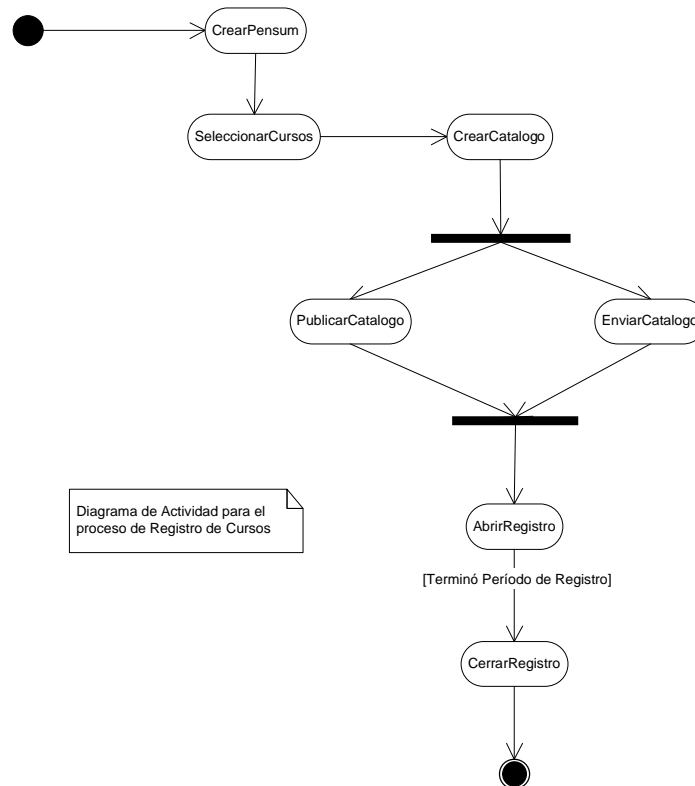 CrearPensum
SeleccionarCursos
CrearCatalogo
PublicarCatalogo
EnviarCatalogo
Diagrama de Actividad para el
proceso de Registro de Cursos
AbrirRegistro
[Terminó Período de Registro]
CerrarRegistro